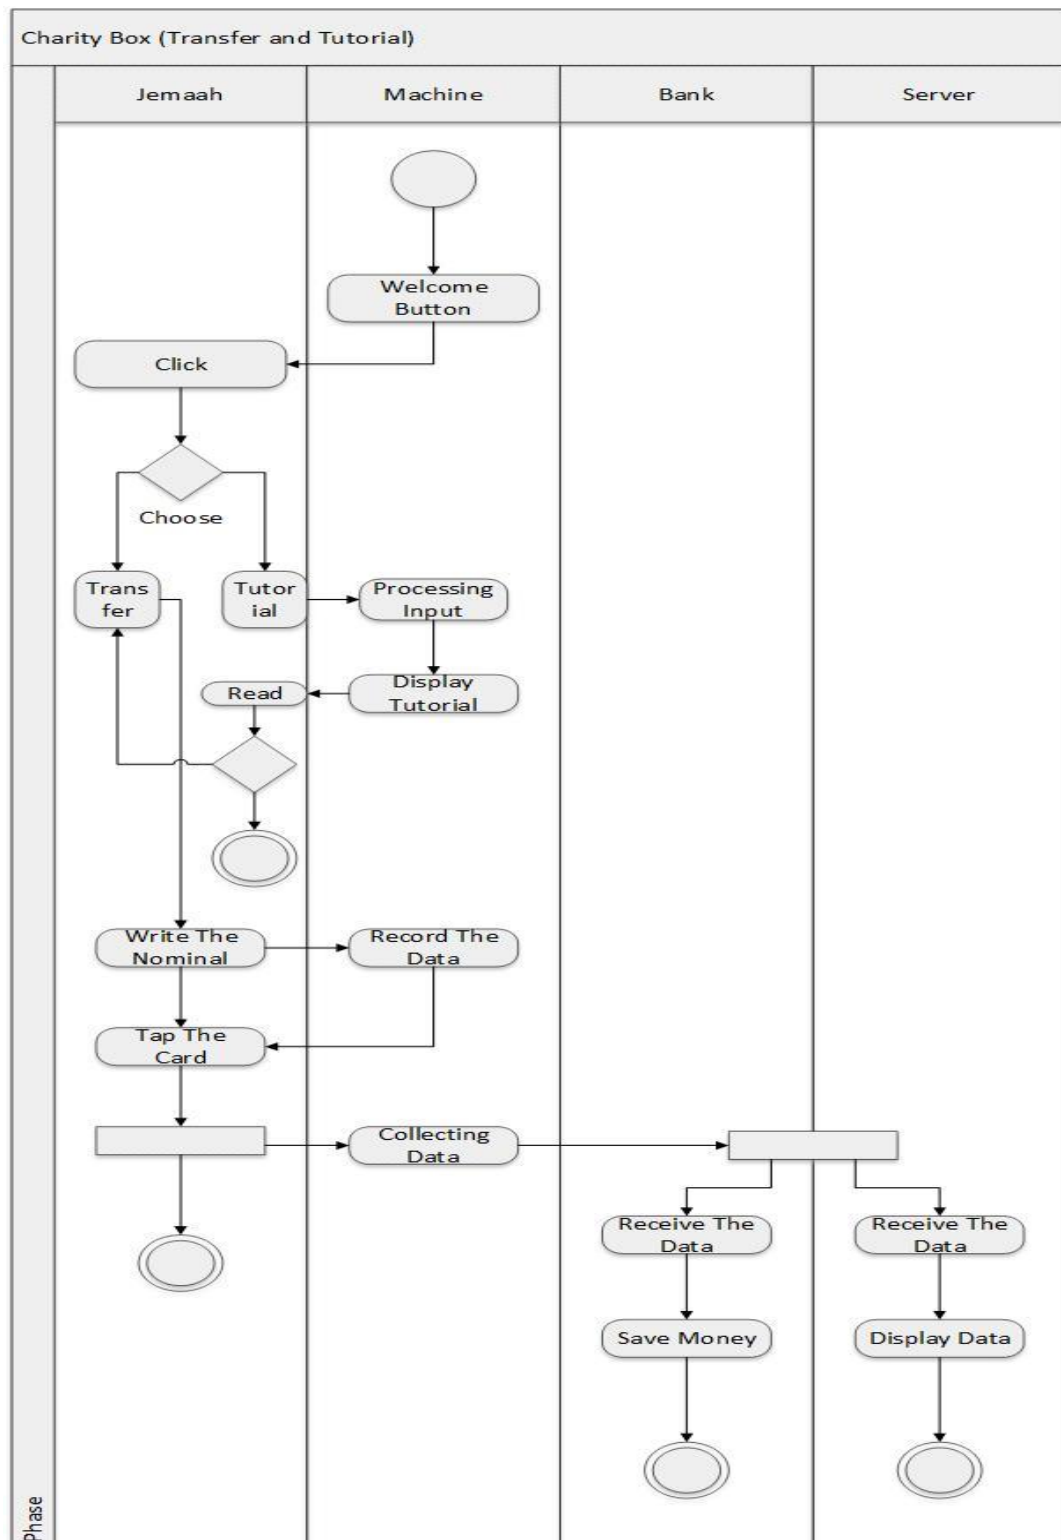 Charity Box (Transfer and Tutorial)
Jemaah
Machine
Bank
Server
Welcome
Button
Click
Choose
Trans
fer
Tutor
ial
Processing
Input
Display
Tutorial
Read
Write The
Nominal
Record The
Data
Tap The
Card
Collecting
Data
Receive The
Data
Receive The
Data
Save Money
Display Data
Phase